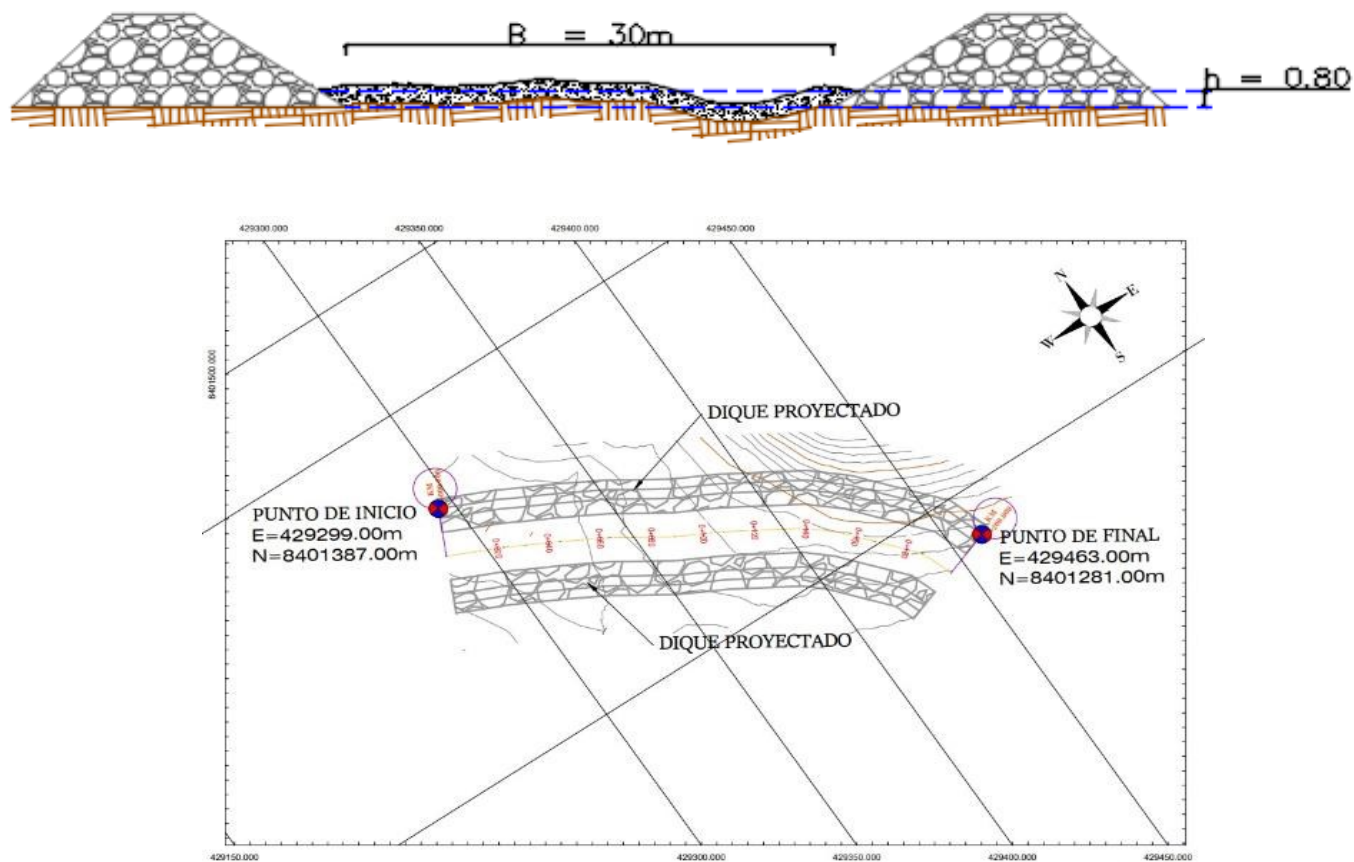 B = 30m
h = 0.80
429300.000
429350.000
429400.000
429450.000
8401500.000
N
E
W
S
DIQUE PROYECTADO
PUNTO DE INICIO
E=429299.00m
N=8401387.00m
PUNTO DE FINAL
E=429463.00m
N=8401281.00m
DIQUE PROYECTADO
429150.000
429300.000
429350.000
429400.000
429450.000